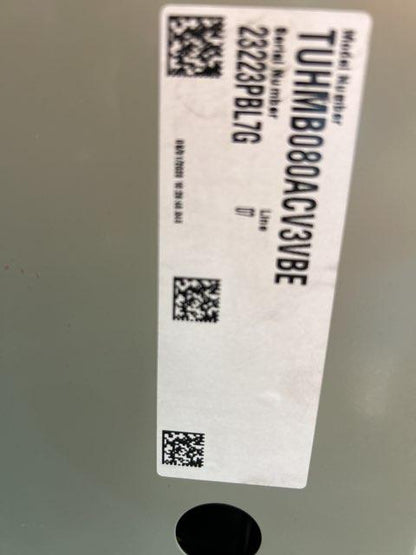 Model Number
TUHMB080ACV3VBE
Serial Number
23223PBL7G
Line
07